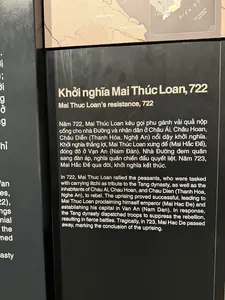 Khởi nghĩa Mai Thúc Loan, 722
Mai Thuc Loan's resistance, 722
Năm 722, Mai Thúc Loan kêu gọi phu gánh vải quả nộp
cống cho nhà Đường và nhân dân ở Châu Ái, Châu Hoan,
Châu Diễn (Thanh Hóa, Nghệ An) nổi dậy khởi nghĩa.
Khởi nghĩa thắng lợi, Mai Thúc Loan xưng đế (Mai Hắc Đế),
đóng đô ở Vạn An (Nam Đàn). Nhà Đường đem quân
sang đàn áp, nghĩa quân chiến đấu quyết liệt. Năm 723,
Mai Hắc Đế qua đời, khởi nghĩa kết thúc.
In 722, Mai Thuc Loan rallied the peasants, who were tasked
with carrying litchi as tribute to the Tang dynasty, as well as the
inhabitants of Chau Ai, Chau Hoan, and Chau Dien (Thanh Hoa,
Nghe An), to rebel. The uprising proved successful, leading to
Mai Thuc Loan proclaiming himself emperor (Mai Hac De) and
establishing his capital in Van An (Nam Dan). In response,
the Tang dynasty dispatched troops to suppress the rebellion,
resulting in fierce battles. Tragically, in 723, Mai Hac De passed
away, marking the conclusion of the uprising.